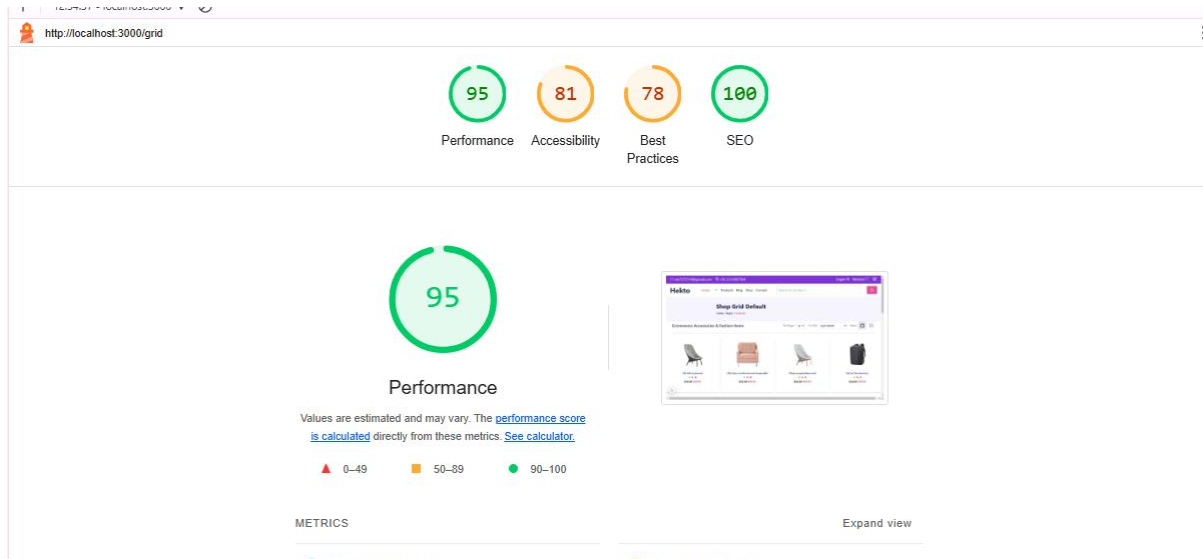 http://localhost:3000/grid
95
81
78
100
Performance
Accessibility
Best
Practices
SEO
95
Performance
Values are estimated and may vary. The performance score
is calculated directly from these metrics. See calculator.
0–49
50–89
90–100
Hekto
Shop Grid Default
METRICS
Expand view